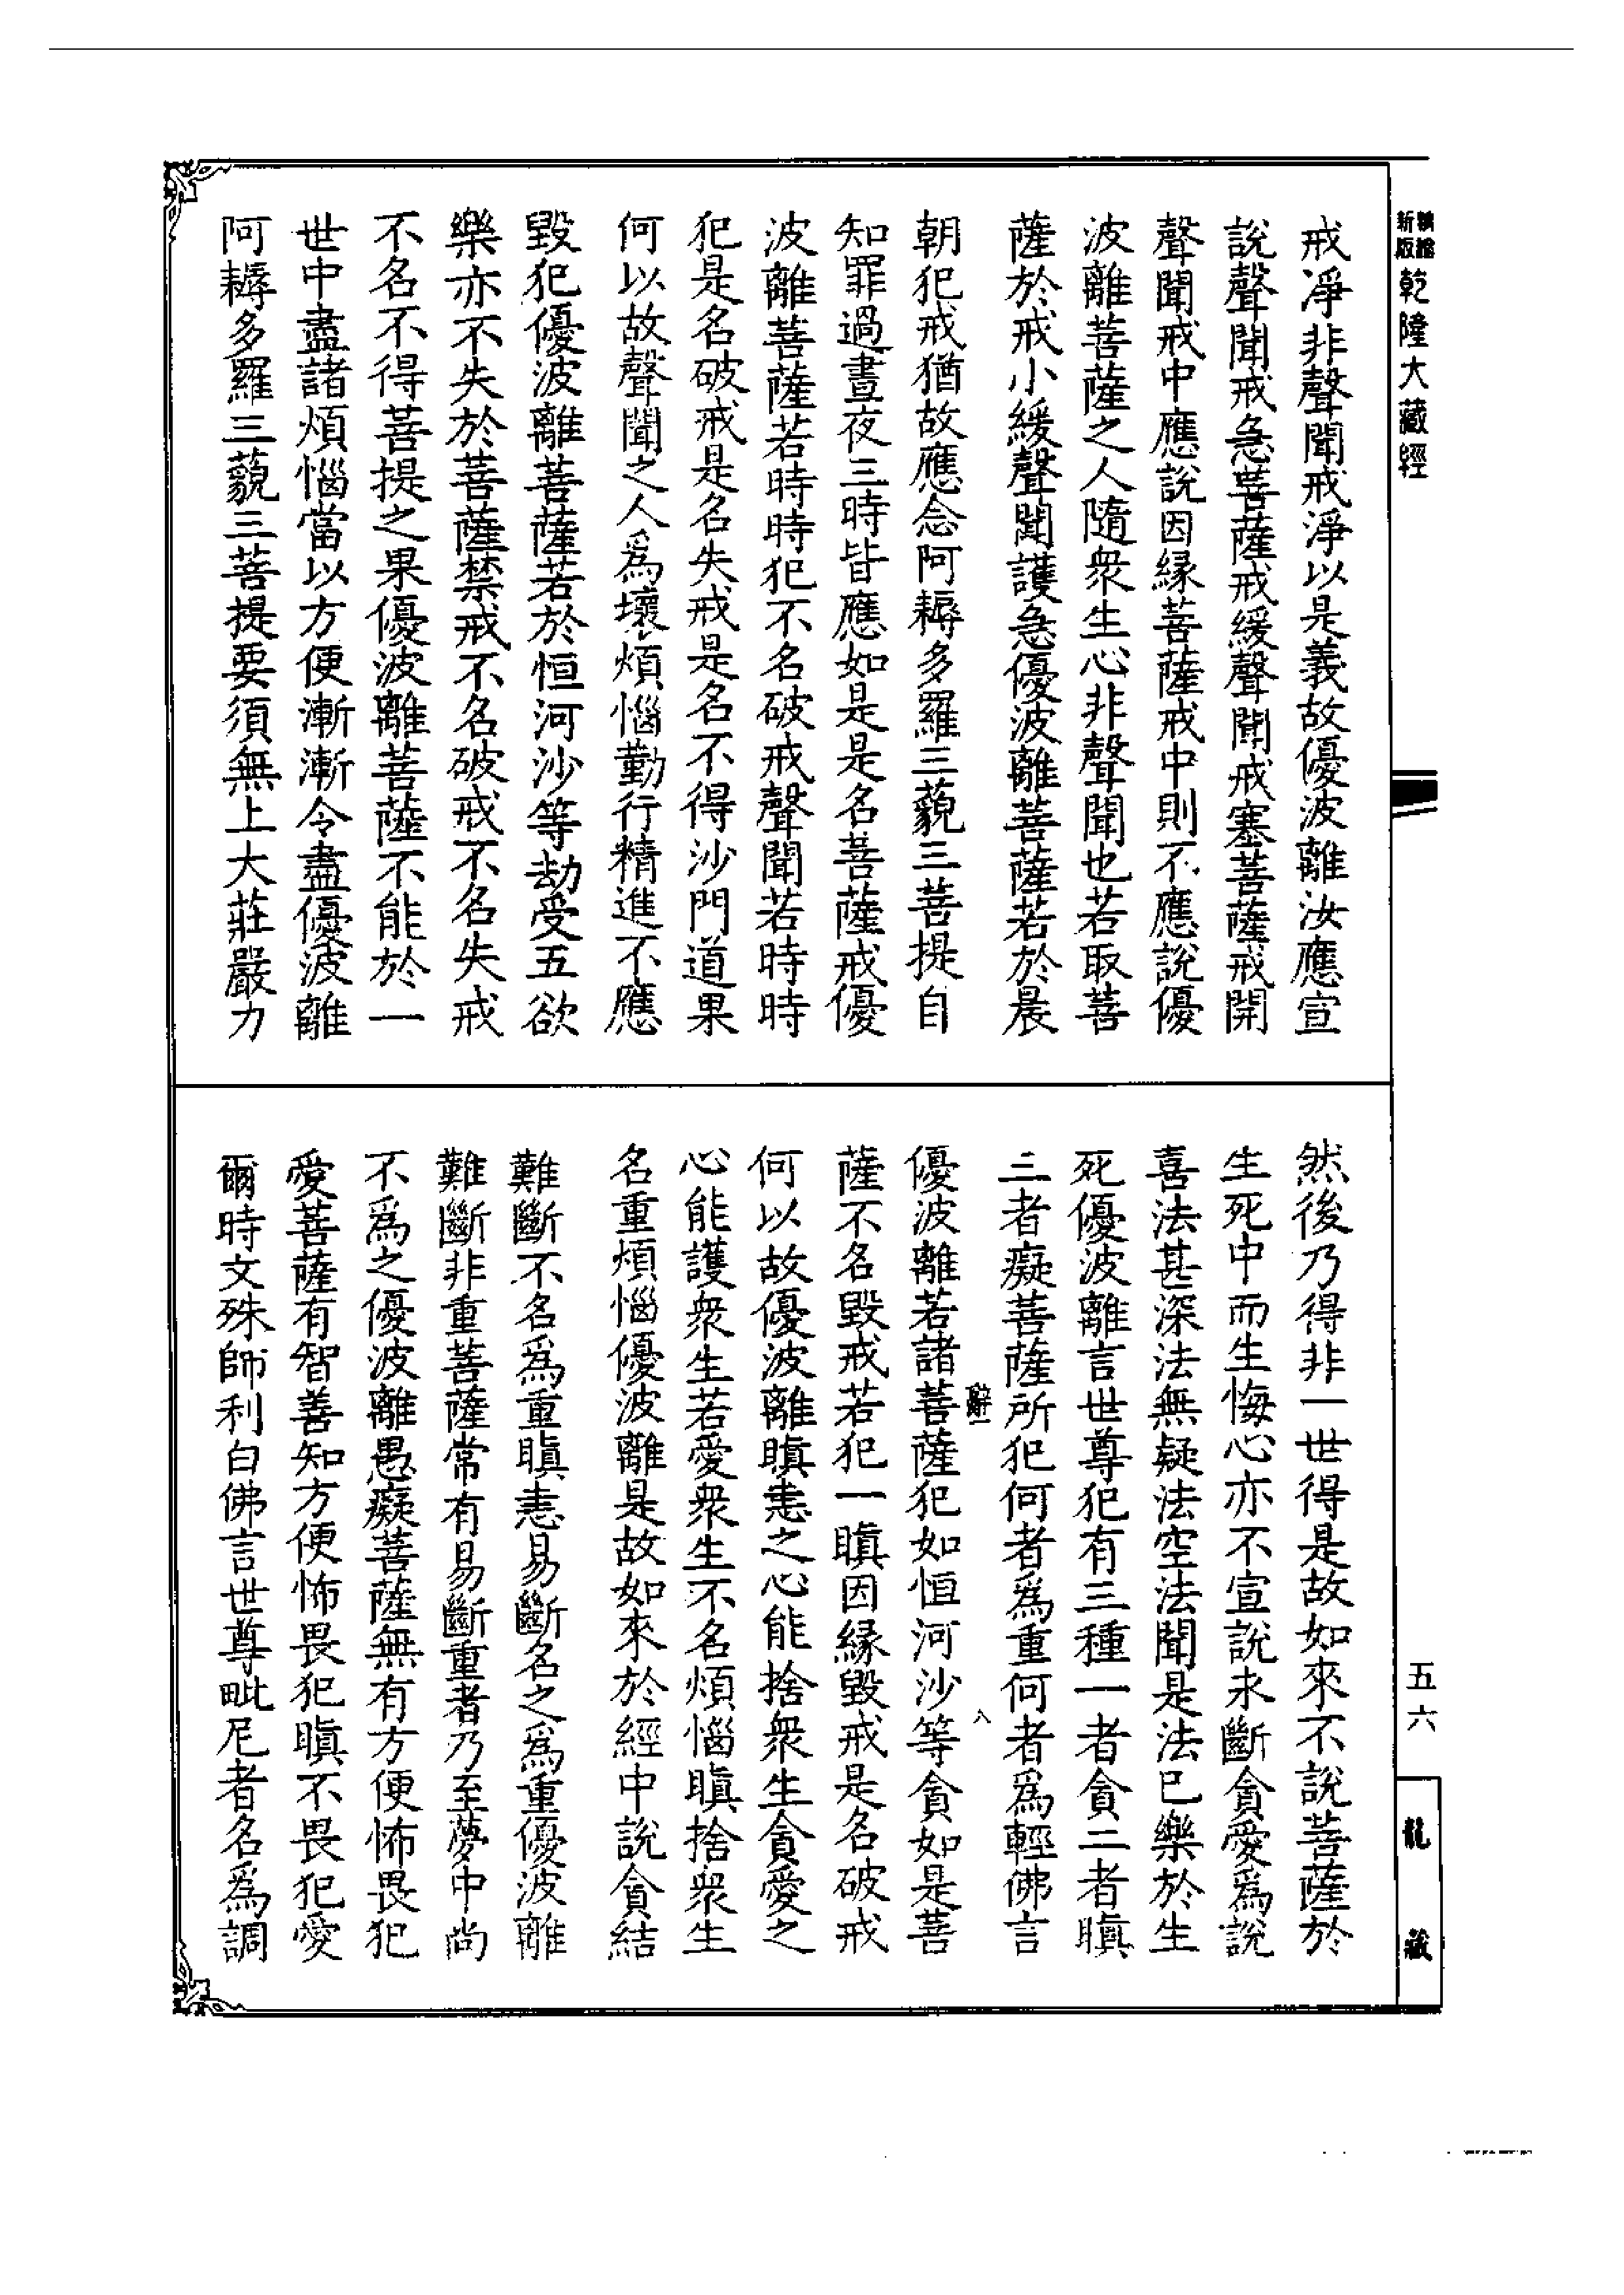 新版
乾隆大藏經
戒淨非聲聞戒淨以是義故優波離汝應宣
說聲聞戒急菩薩戒緩聲聞戒塞菩薩戒開
聲聞戒中應說因緣菩薩戒中則不應說優
波離菩薩之人隨眾生心非聲聞也若取菩
薩於戒小緩聲聞護急優波離菩薩若於晨
朝犯戒猶故應念阿耨多羅三藐三菩提自
知罪過晝夜三時皆應如是是名菩薩戒優
波離菩薩若時時犯不名破戒聲聞若時時
犯是名破戒是名失戒是名不得沙門道果
何以故聲聞之人為壞煩惱勤行精進不應
毀犯優波離菩薩若於恒河沙等劫受五欲
樂亦不失於菩薩禁戒不名破戒不名失戒
不名不得菩提之果優波離菩薩不能於一
世中盡諸煩惱當以方便漸漸令盡優波離
阿耨多羅三藐三菩提要須無上大莊嚴力
然後乃得非一世得是故如來不說菩薩於
生死中而生悔心亦不宣說永斷貪愛為說
喜法甚深法無疑法空法聞是法已樂於生
死優波離言世尊犯有三種一者貪二者瞋
三者癡菩薩所犯何者為重何者為輕佛言
優波離若諸菩薩犯如恒河沙等貪如是菩
薩不名毀戒若犯一瞋因緣毀戒是名破戒
何以故優波離瞋恚之心能捨眾生貪愛之
心能護眾生若愛眾生不名煩惱瞋捨眾生
名重煩惱優波離是故如來於經中說貪結
難斷不名為重瞋恚易斷名之為重優波離
難斷非重菩薩常有易斷重者乃至夢中尚
不為之優波離愚癡菩薩無有方便怖畏犯
愛菩薩有智善知方便怖畏犯瞋不畏犯愛
爾時文殊師利白佛言世尊毗尼者名為調
五六
龍藏